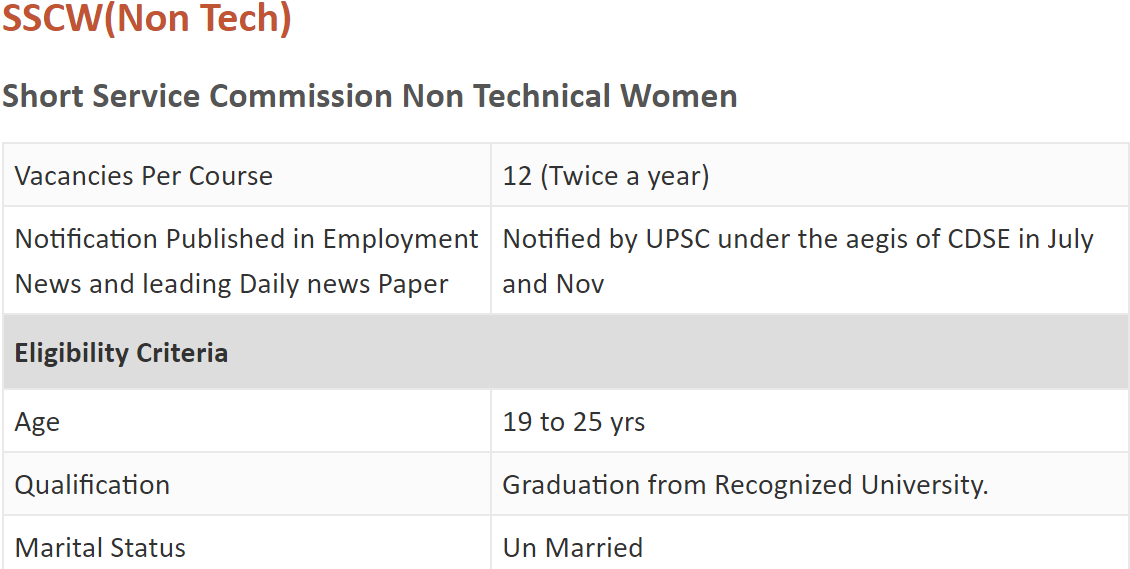 SSCW(Non Tech)
Short Service Commission Non Technical Women
Vacancies Per Course
12 (Twice a year)
Notification Published in Employment
News and leading Daily news Paper
Notified by UPSC under the aegis of CDSE in July
and Nov
Eligibility Criteria
Age
19 to 25 yrs
Qualification
Graduation from Recognized University.
Marital Status
Un Married